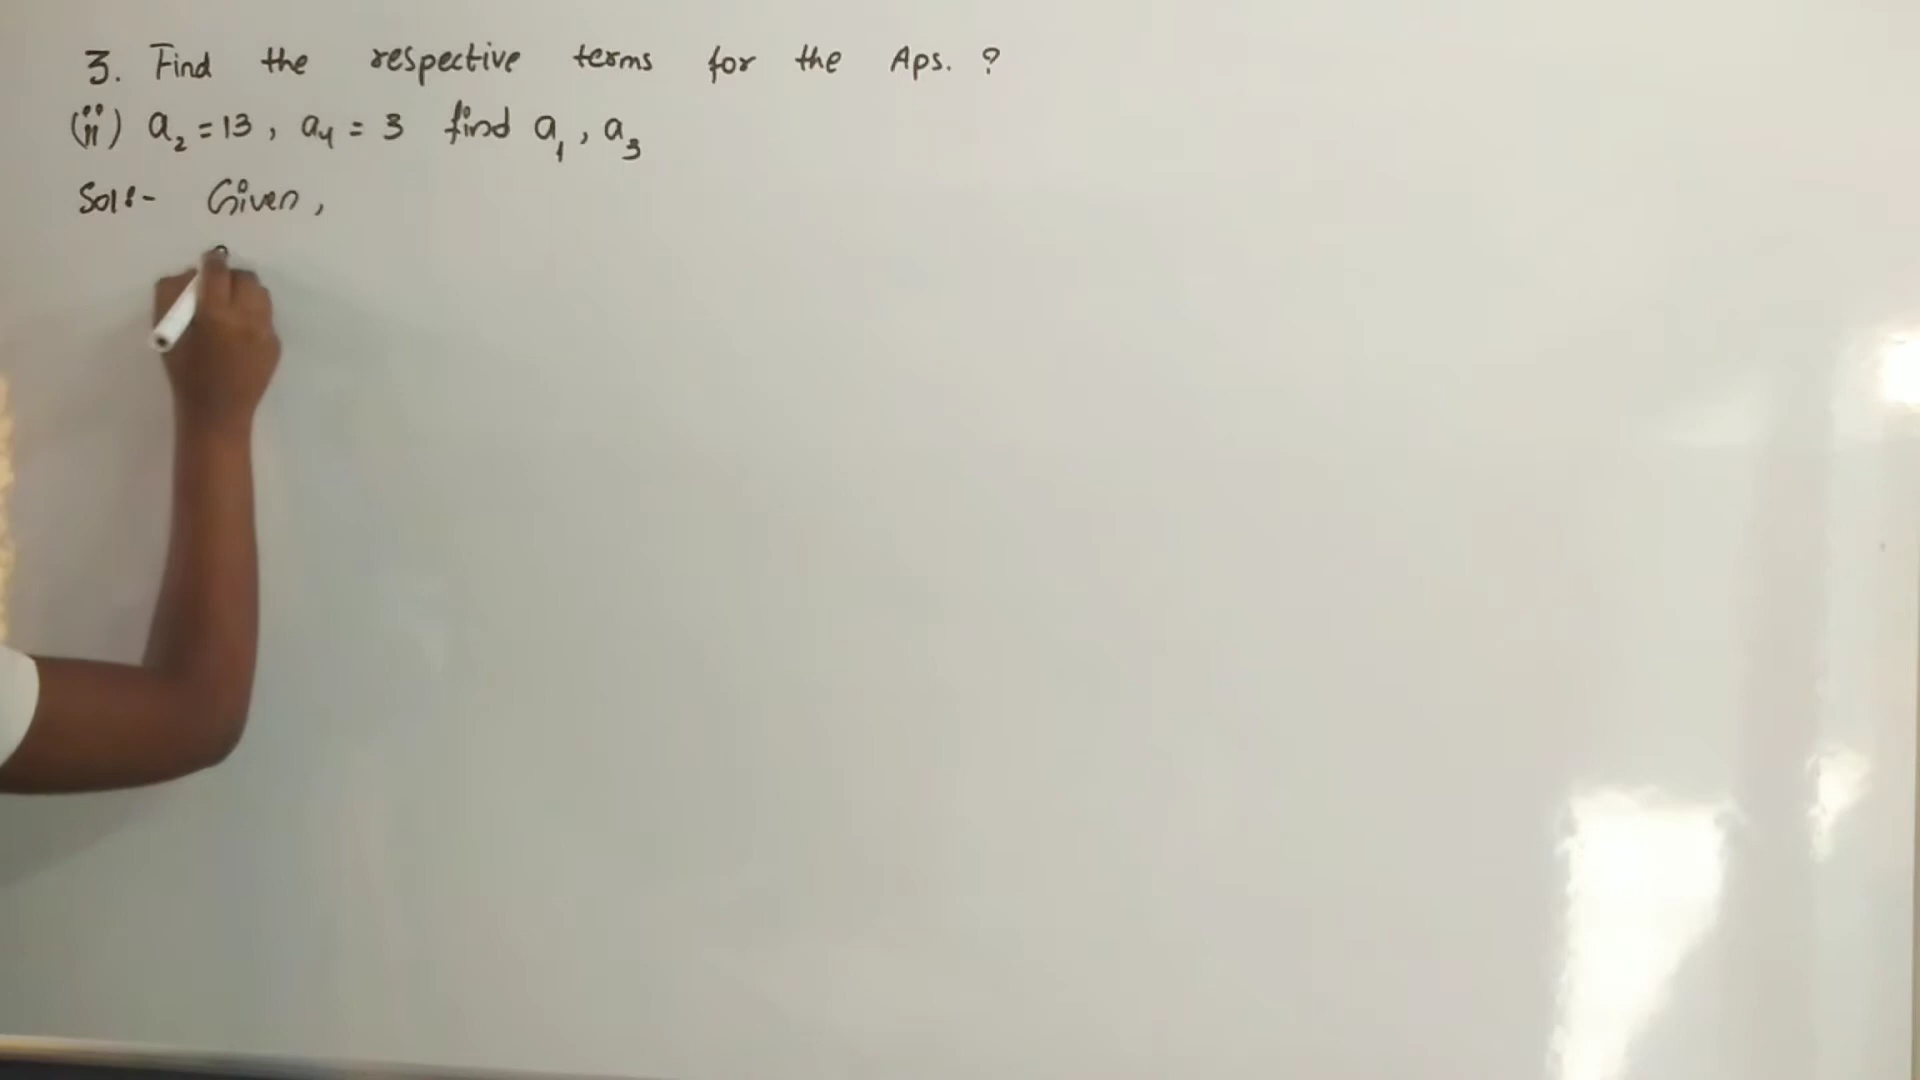 3. Find the respective terms for the Aps. ?
(ii) a₂ = 13, a₄ = 3 find a₁, a₃
Sol:- Given,